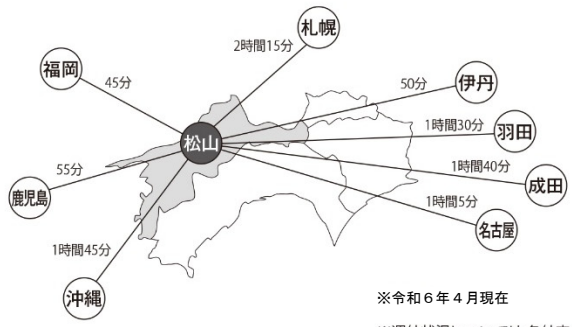 札幌
2時間15分
福岡
45分
伊丹
50分
羽田
1時間30分
松山
成田
1時間40分
鹿児島
55分
名古屋
1時間5分
沖縄
1時間45分
※令和６年４月現在